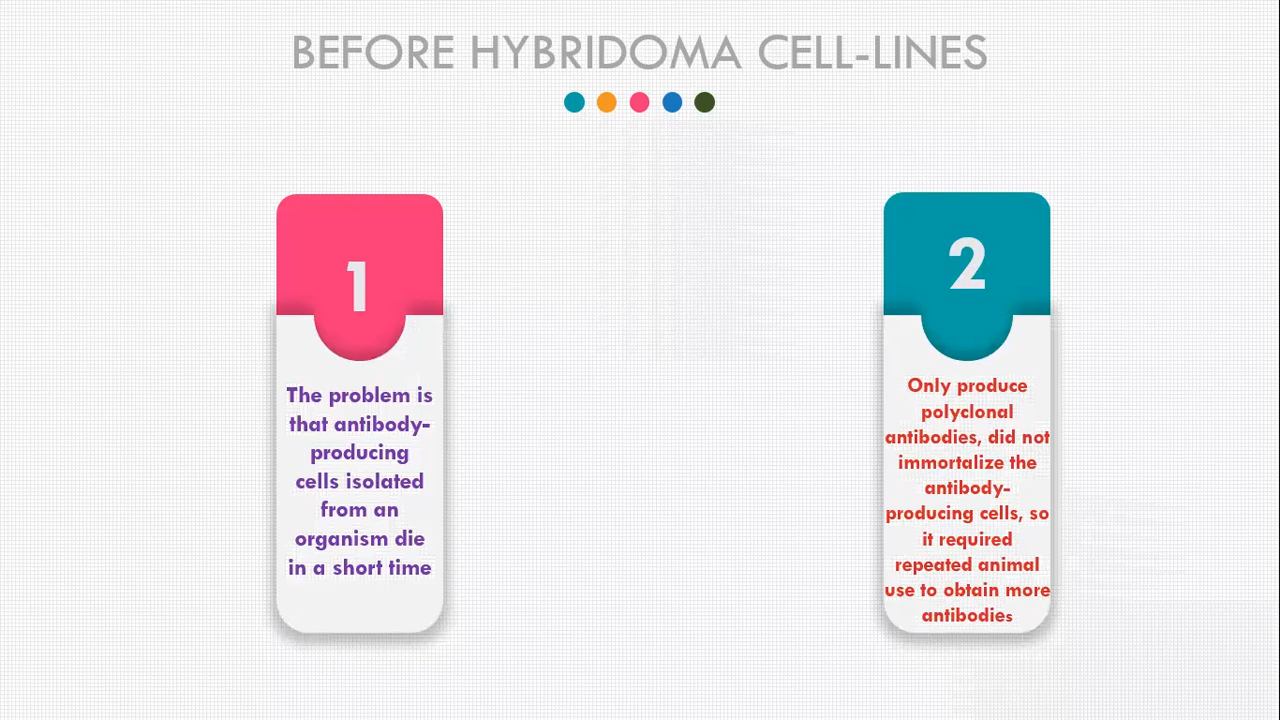 BEFORE HYBRIDOMA CELL-LINES
1
The problem is
that antibody-
producing
cells isolated
from an
organism die
in a short time
2
Only produce
polyclonal
antibodies, did not
immortalize the
antibody-
producing cells, so
it required
repeated animal
use to obtain more
antibodies